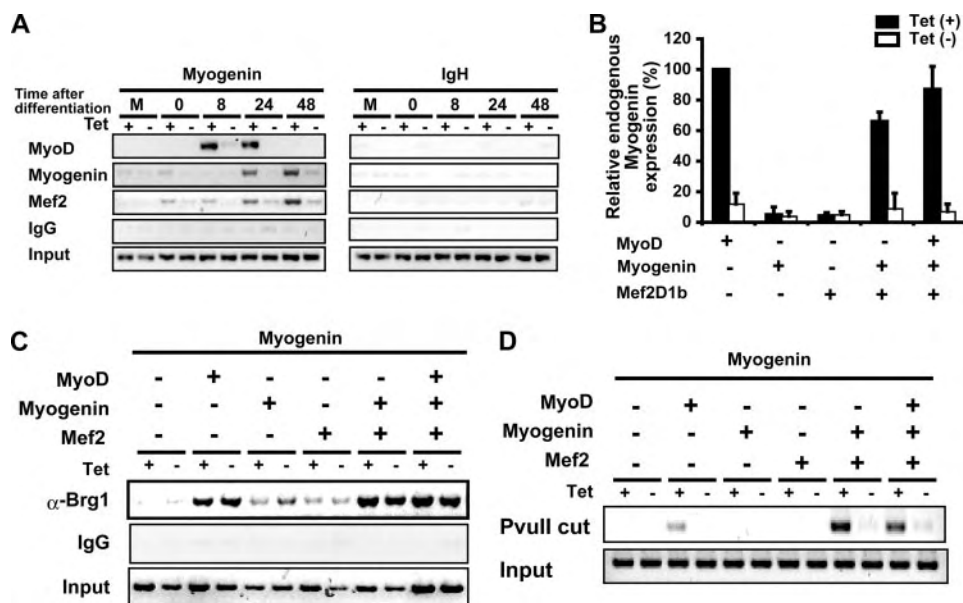 A
Myogenin IgH
Time after differentiation M 0 8 24 48 M 0 8 24 48
Tet + - + - + - + - + - + - + - + - + - + -
MyoD
Myogenin
Mef2
IgG
Input
B
Tet (+)
Tet (-)
Relative endogenous
Myogenin
expression (%)
120
100
80
60
40
20
0
MyoD + - - - +
Myogenin - + - + +
Mef2D1b - - + + +
C
Myogenin
MyoD - + - - - +
Myogenin - - + - + +
Mef2 - - - + + +
Tet + - + - + - + - + - + -
α-Brg1
IgG
Input
D
Myogenin
MyoD - + - - - +
Myogenin - - + - + +
Mef2 - - - + + +
Tet + - + - + - + - + - + -
PvuII cut
Input